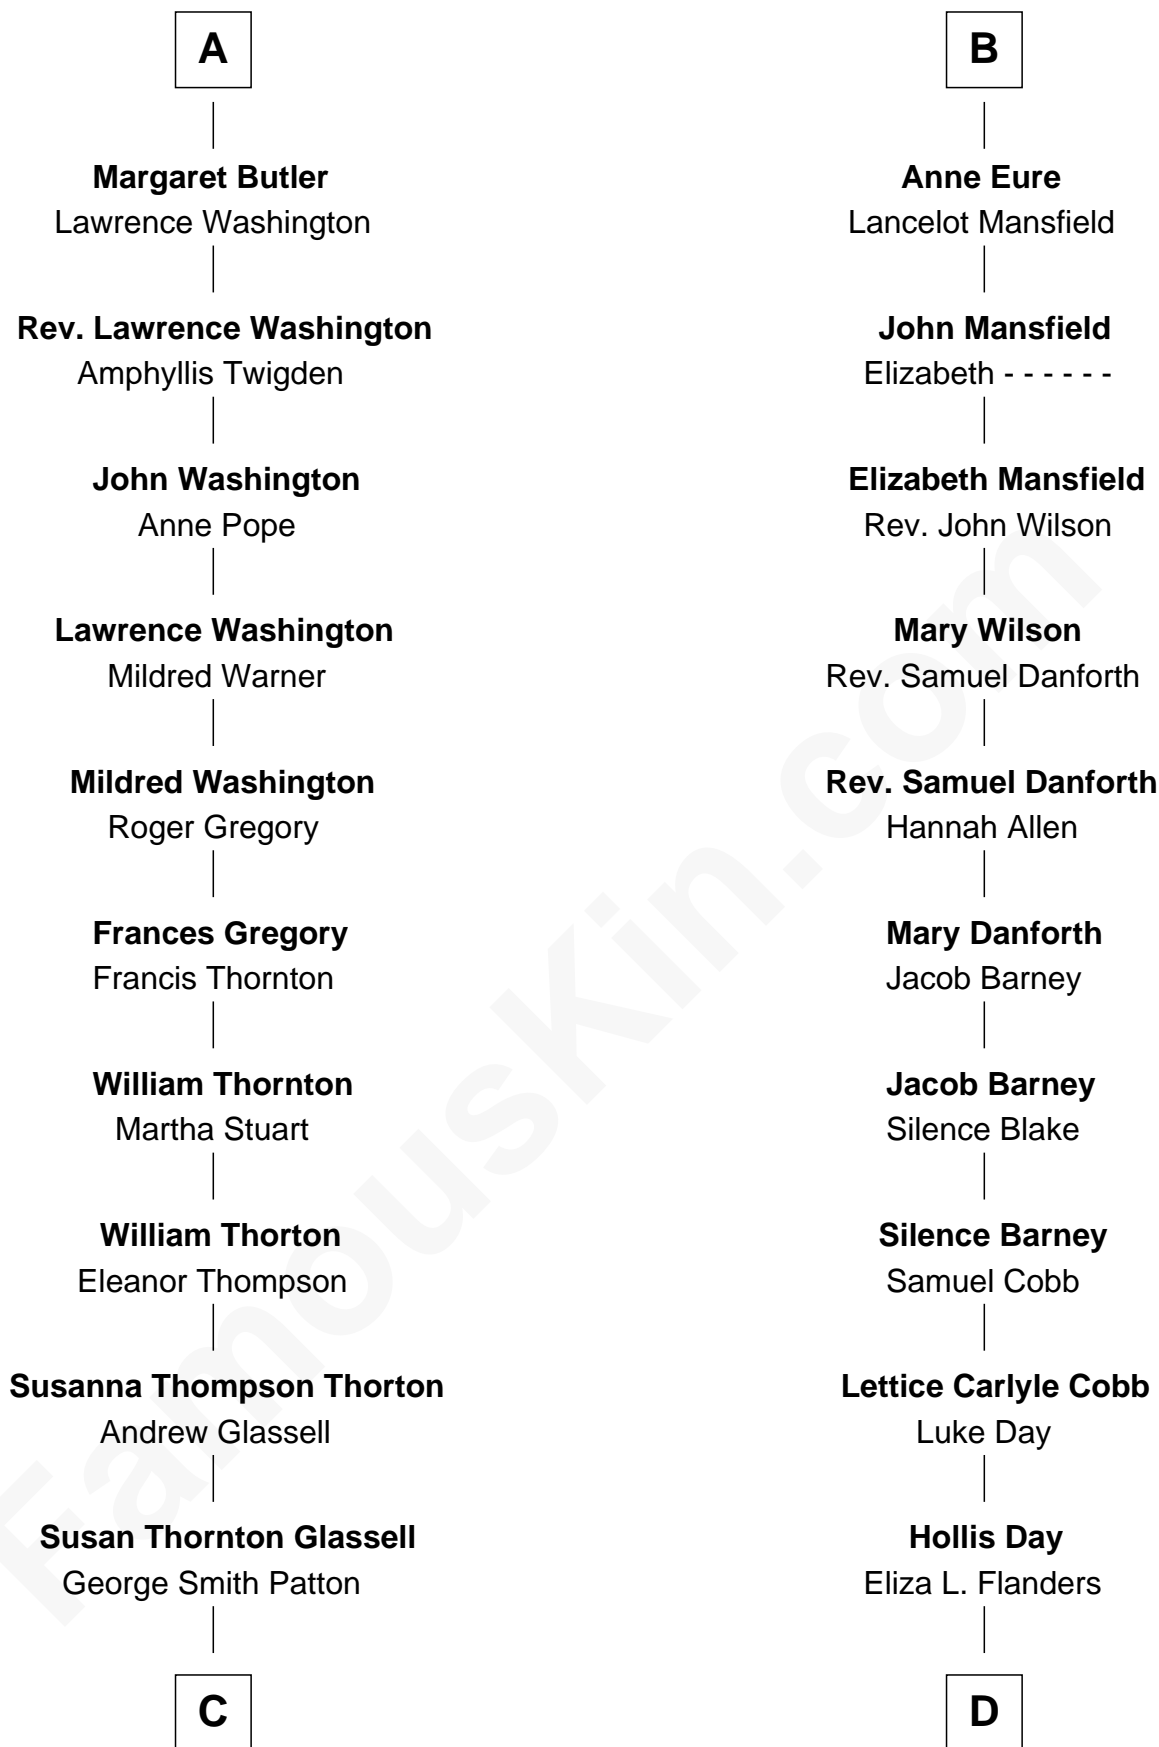 A
Margaret Butler
Lawrence Washington
Rev. Lawrence Washington
Amphyllis Twigden
John Washington
Anne Pope
Lawrence Washington
Mildred Warner
Mildred Washington
Roger Gregory
Frances Gregory
Francis Thornton
William Thornton
Martha Stuart
William Thorton
Eleanor Thompson
Susanna Thompson Thorton
Andrew Glassell
Susan Thornton Glassell
George Smith Patton
C
B
Anne Eure
Lancelot Mansfield
John Mansfield
Elizabeth - - - - - -
Elizabeth Mansfield
Rev. John Wilson
Mary Wilson
Rev. Samuel Danforth
Rev. Samuel Danforth
Hannah Allen
Mary Danforth
Jacob Barney
Jacob Barney
Silence Blake
Silence Barney
Samuel Cobb
Lettice Carlyle Cobb
Luke Day
Hollis Day
Eliza L. Flanders
D
FamousKin.com